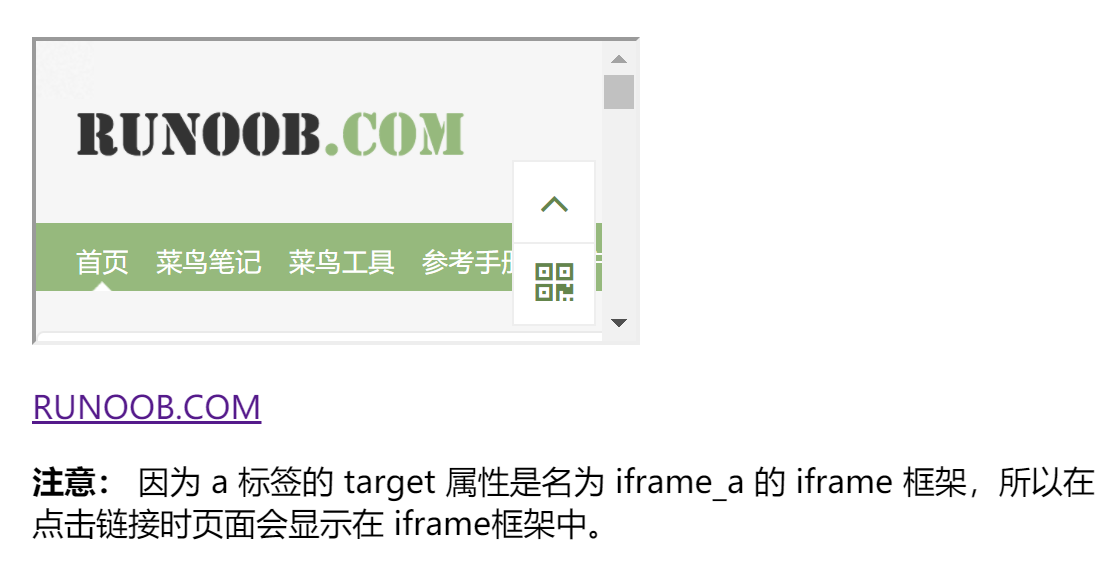 RUNOOB.COM
首页 菜鸟笔记 菜鸟工具 参考手
RUNOOB.COM
注意： 因为 a 标签的 target 属性是名为 iframe_a 的 iframe 框架，所以在
点击链接时页面会显示在 iframe框架中。